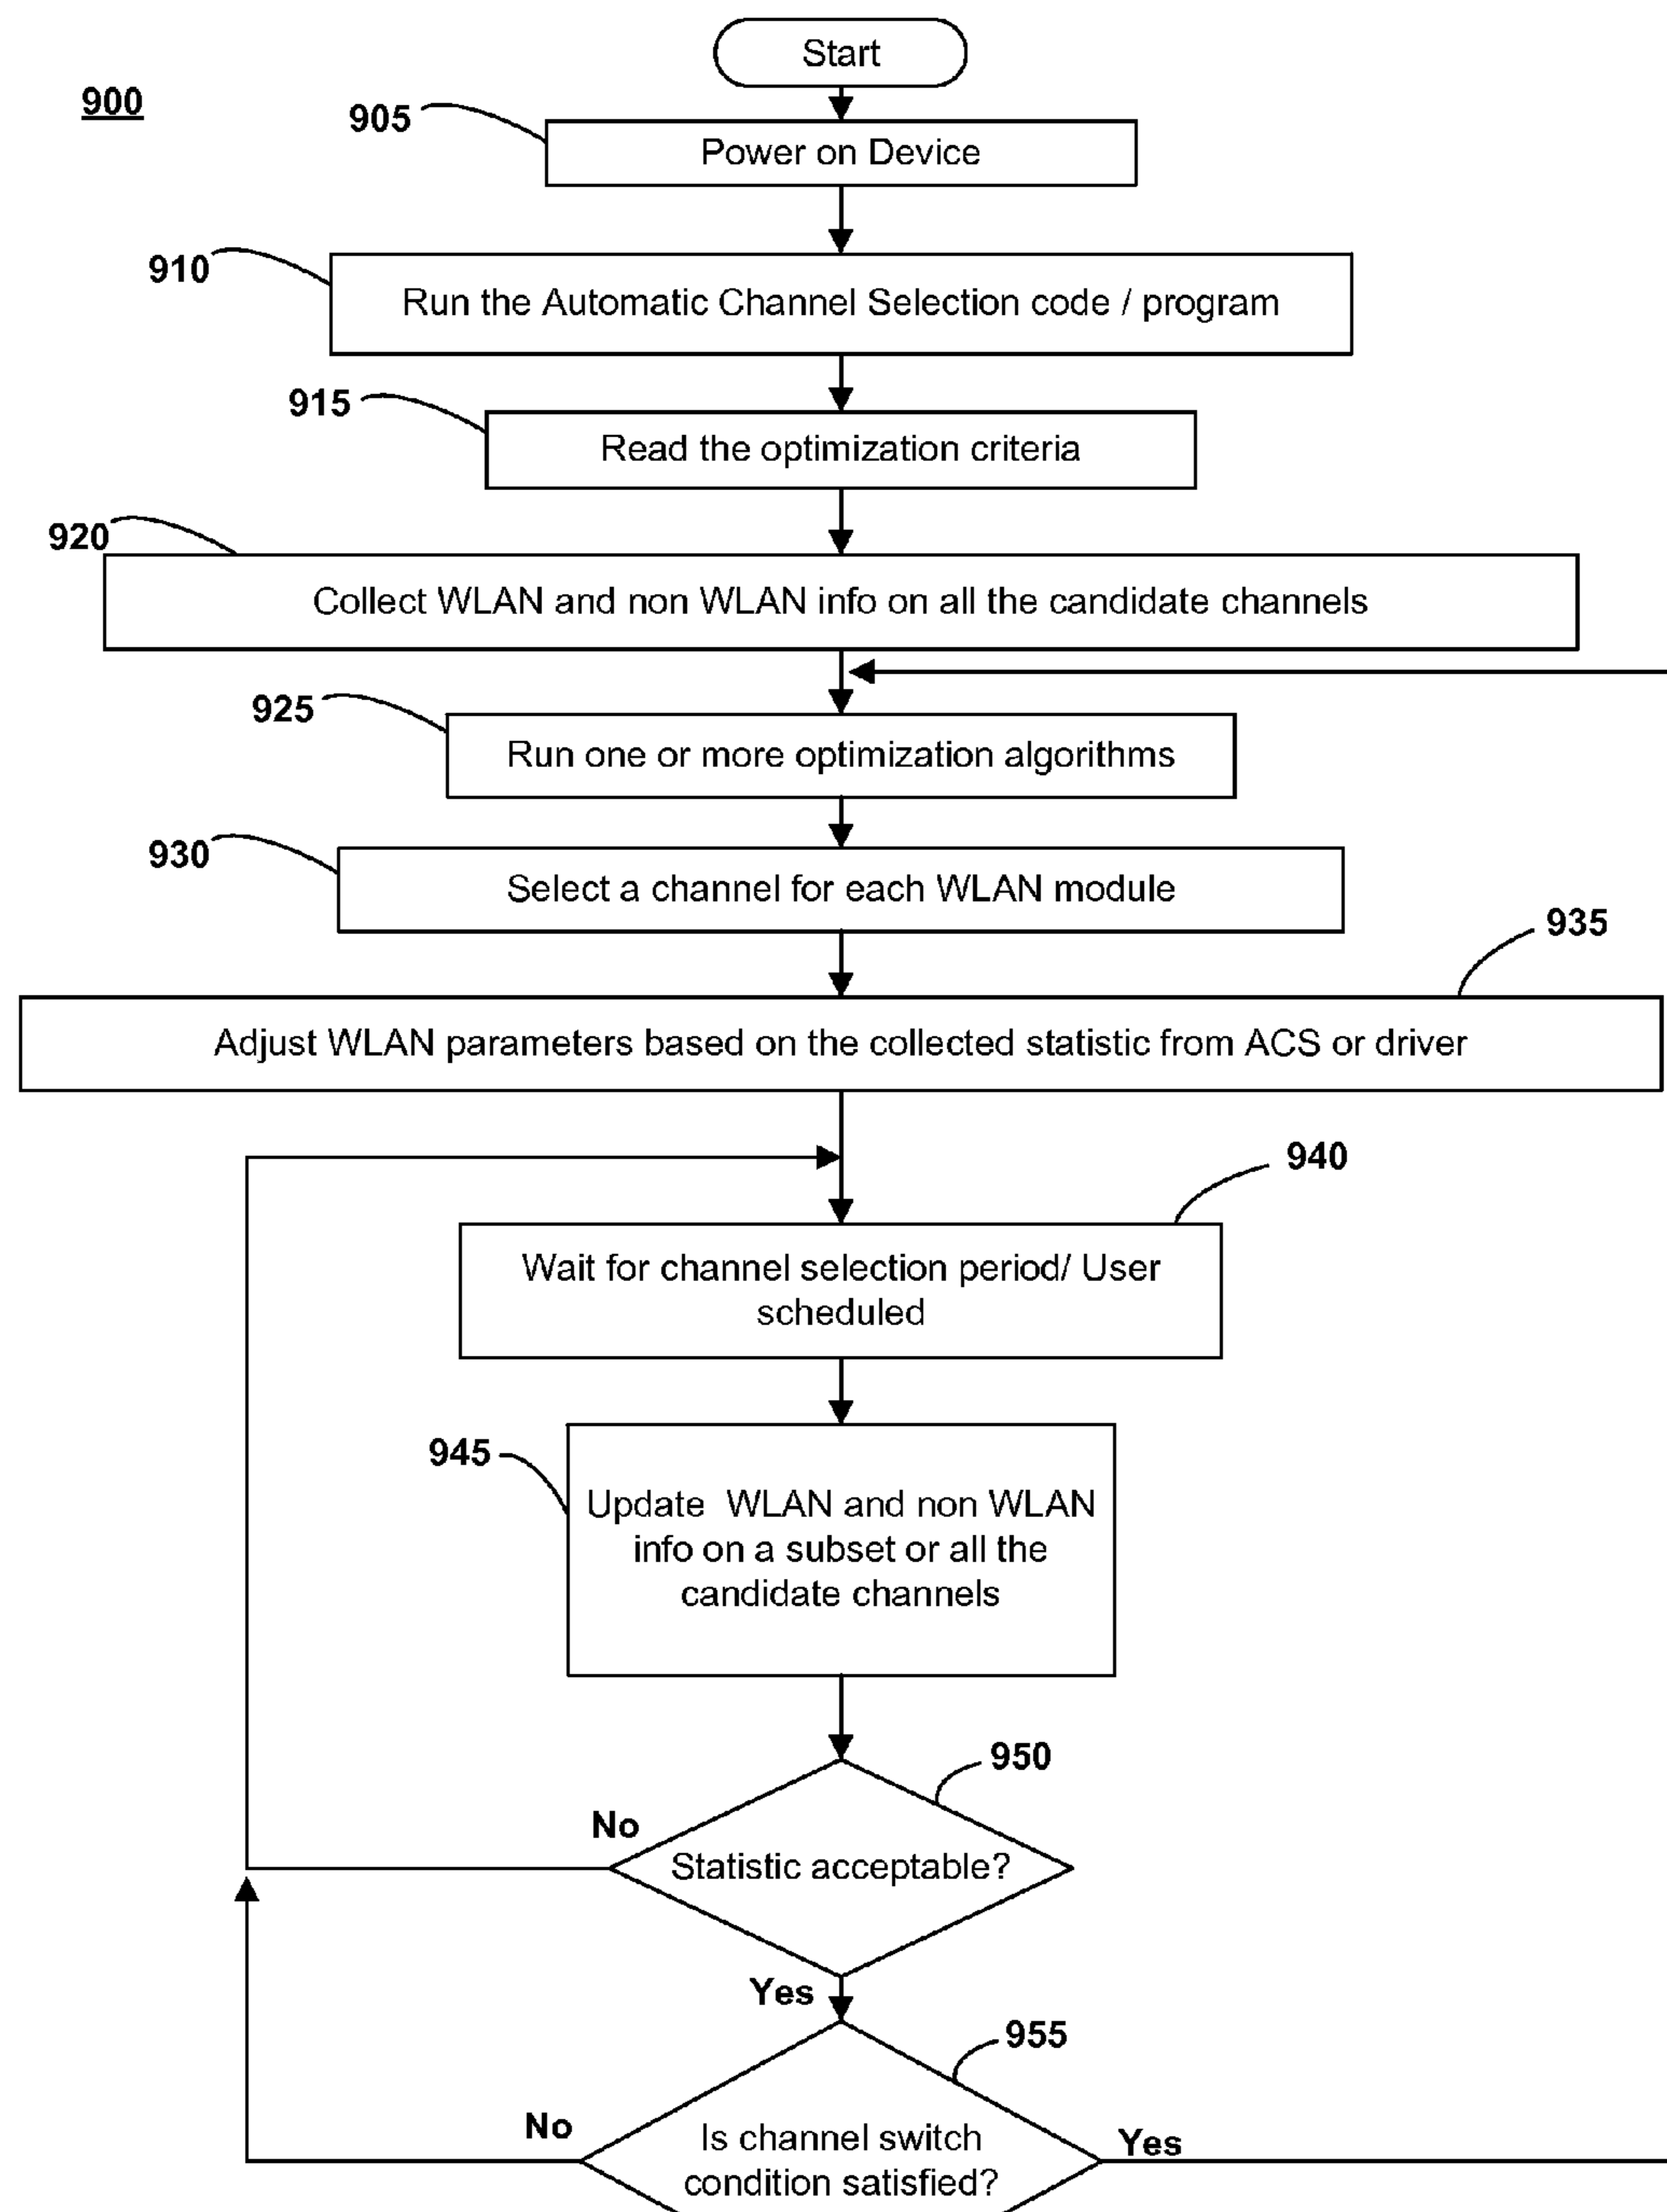 Start
900
905
Power on Device
910
Run the Automatic Channel Selection code / program
915
Read the optimization criteria
920
Collect WLAN and non WLAN info on all the candidate channels
925
Run one or more optimization algorithms
930
Select a channel for each WLAN module
935
Adjust WLAN parameters based on the collected statistic from ACS or driver
940
Wait for channel selection period/ User
scheduled
945
Update WLAN and non WLAN
info on a subset or all the
candidate channels
950
No
Statistic acceptable?
Yes
955
No
Is channel switch
condition satisfied?
Yes